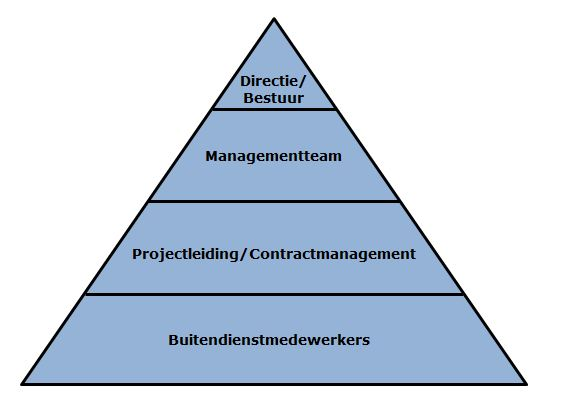 Directie/
Bestuur
Managementteam
Projectleiding/Contractmanagement
Buitendienstmedewerkers